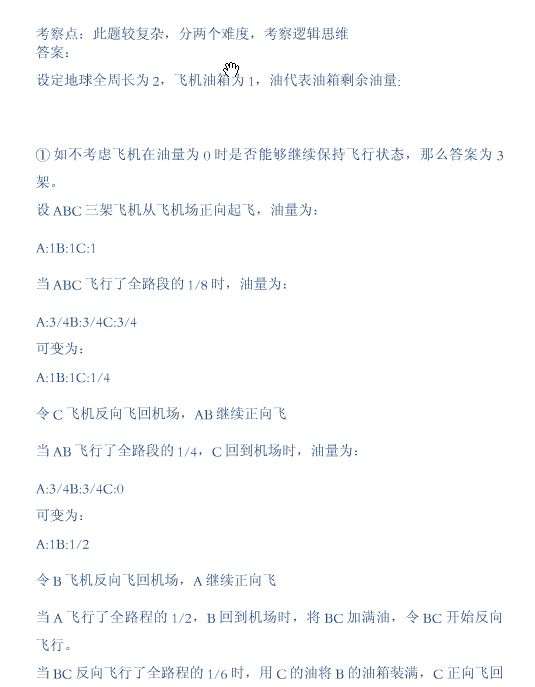 考察点：此题较复杂，分两个难度，考察逻辑思维
答案：
设定地球全周长为 2，飞机油箱为 1，油代表油箱剩余油量:
① 如不考虑飞机在油量为 0 时是否能够继续保持飞行状态，那么答案为 3
架。
设 ABC 三架飞机从飞机场正向起飞，油量为：
A:1B:1C:1
当 ABC 飞行了全路段的 1/8 时，油量为：
A:3/4B:3/4C:3/4
可变为：
A:1B:1C:1/4
令 C 飞机反向飞回机场，AB 继续正向飞
当 AB 飞行了全路段的 1/4，C 回到机场时，油量为：
A:3/4B:3/4C:0
可变为：
A:1B:1/2
令 B 飞机反向飞回机场，A 继续正向飞
当 A 飞行了全路程的 1/2，B 回到机场时，将 BC 加满油，令 BC 开始反向
飞行。
当 BC 反向飞行了全路程的 1/6 时，用 C 的油将 B 的油箱装满，C 正向飞回